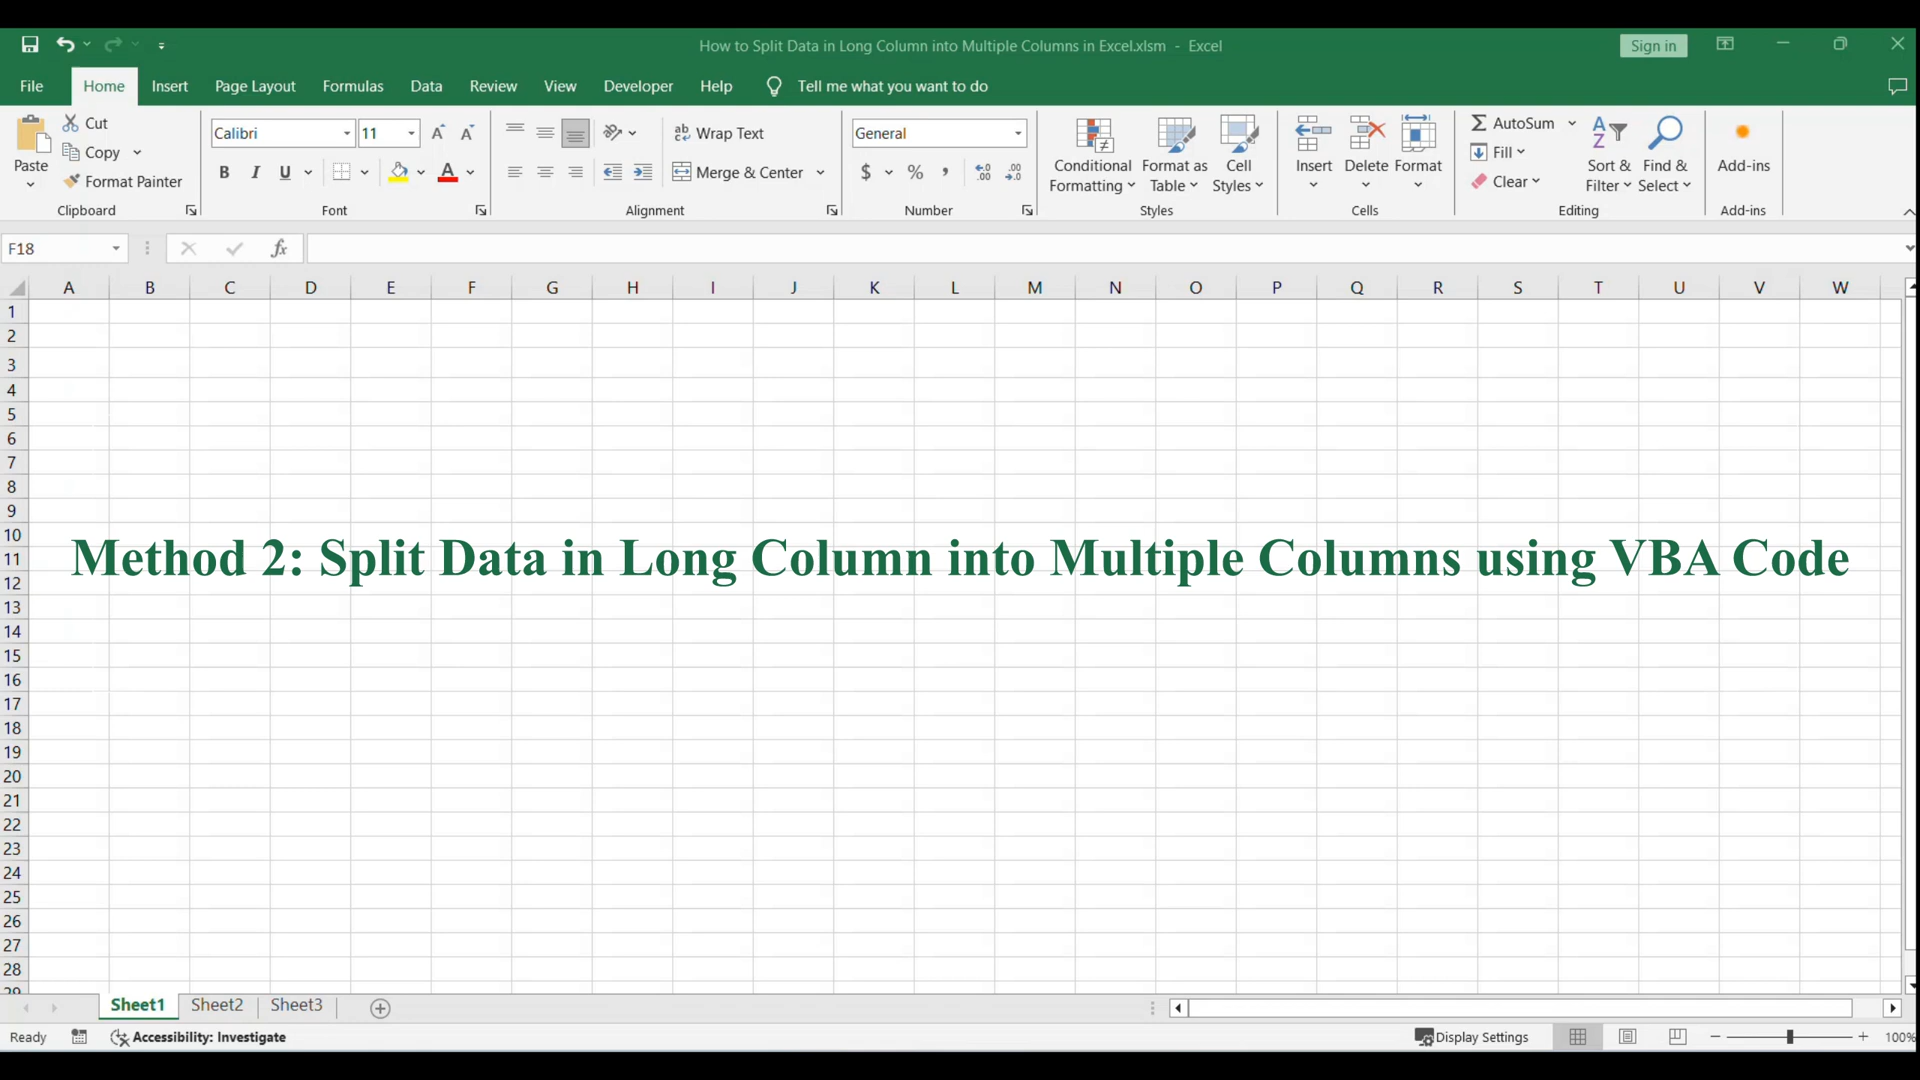 How to Split Data in Long Column into Multiple Columns in Excel.xlsm - Excel
Sign in
File Home Insert Page Layout Formulas Data Review View Developer Help Tell me what you want to do
Paste
Cut
Copy
Format Painter
Clipboard
Calibri 11
B I U
Font
Wrap Text
Merge & Center
Alignment
General
$ % ,
Number
Conditional Formatting
Format as Table
Cell Styles
Styles
Insert Delete Format
Cells
AutoSum
Fill
Clear
Sort & Filter
Find & Select
Editing
Add-ins
Add-ins
F18 fx
A B C D E F G H I J K L M N O P Q R S T U V W
1
2
3
4
5
6
7
8
9
10
Method 2: Split Data in Long Column into Multiple Columns using VBA Code
11
12
13
14
15
16
17
18
19
20
21
22
23
24
25
26
27
28
29
Sheet1 Sheet2 Sheet3
Ready Accessibility: Investigate Display Settings 100%